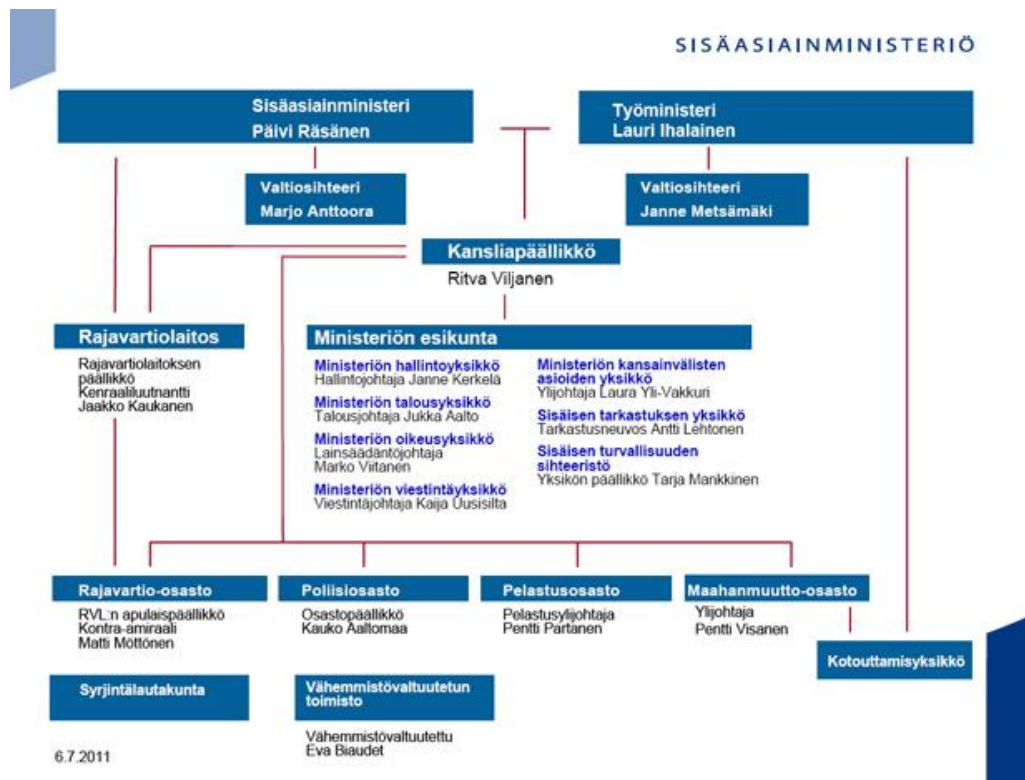 SISÄASIAINMINISTERIÖ
Sisäasiainministeri
Päivi Räsänen
Työministeri
Lauri Ihalainen
Valtiosihteeri
Marjo Anttoora
Valtiosihteeri
Janne Metsämäki
Kansliapäällikkö
Ritva Viljanen
Rajavartiolaitos
Rajavartiolaitoksen
päällikkö
Kenraaliluutnantti
Jaakko Kaukanen
Ministeriön esikunta
Ministeriön hallintoyksikkö
Hallintojohtaja Janne Kerkelä
Ministeriön talousyksikkö
Talousjohtaja Jukka Aalto
Ministeriön oikeusyksikkö
Lainsäädäntöjohtaja
Marko Viitanen
Ministeriön viestintäyksikkö
Viestintäjohtaja Kaija Uusisilta
Ministeriön kansainvälisten
asioiden yksikkö
Ylijohtaja Laura Yli-Vakkuri
Sisäisen tarkastuksen yksikkö
Tarkastusneuvos Antti Lehtonen
Sisäisen turvallisuuden
sihteeristö
Yksikön päällikkö Tarja Mankkinen
Rajavartio-osasto
RVL:n apulaispäällikkö
Kontra-amiraali
Matti Möttönen
Poliisiosasto
Osastopäällikkö
Kauko Aaltomaa
Pelastusosasto
Pelastusylijohtaja
Pentti Partanen
Maahanmuutto-osasto
Ylijohtaja
Pentti Visanen
Kotouttamisyksikkö
Syrjintälautakunta
Vähemmistövaltuutetun
toimisto
Vähemmistövaltuutettu
Eva Biaudet
6.7.2011